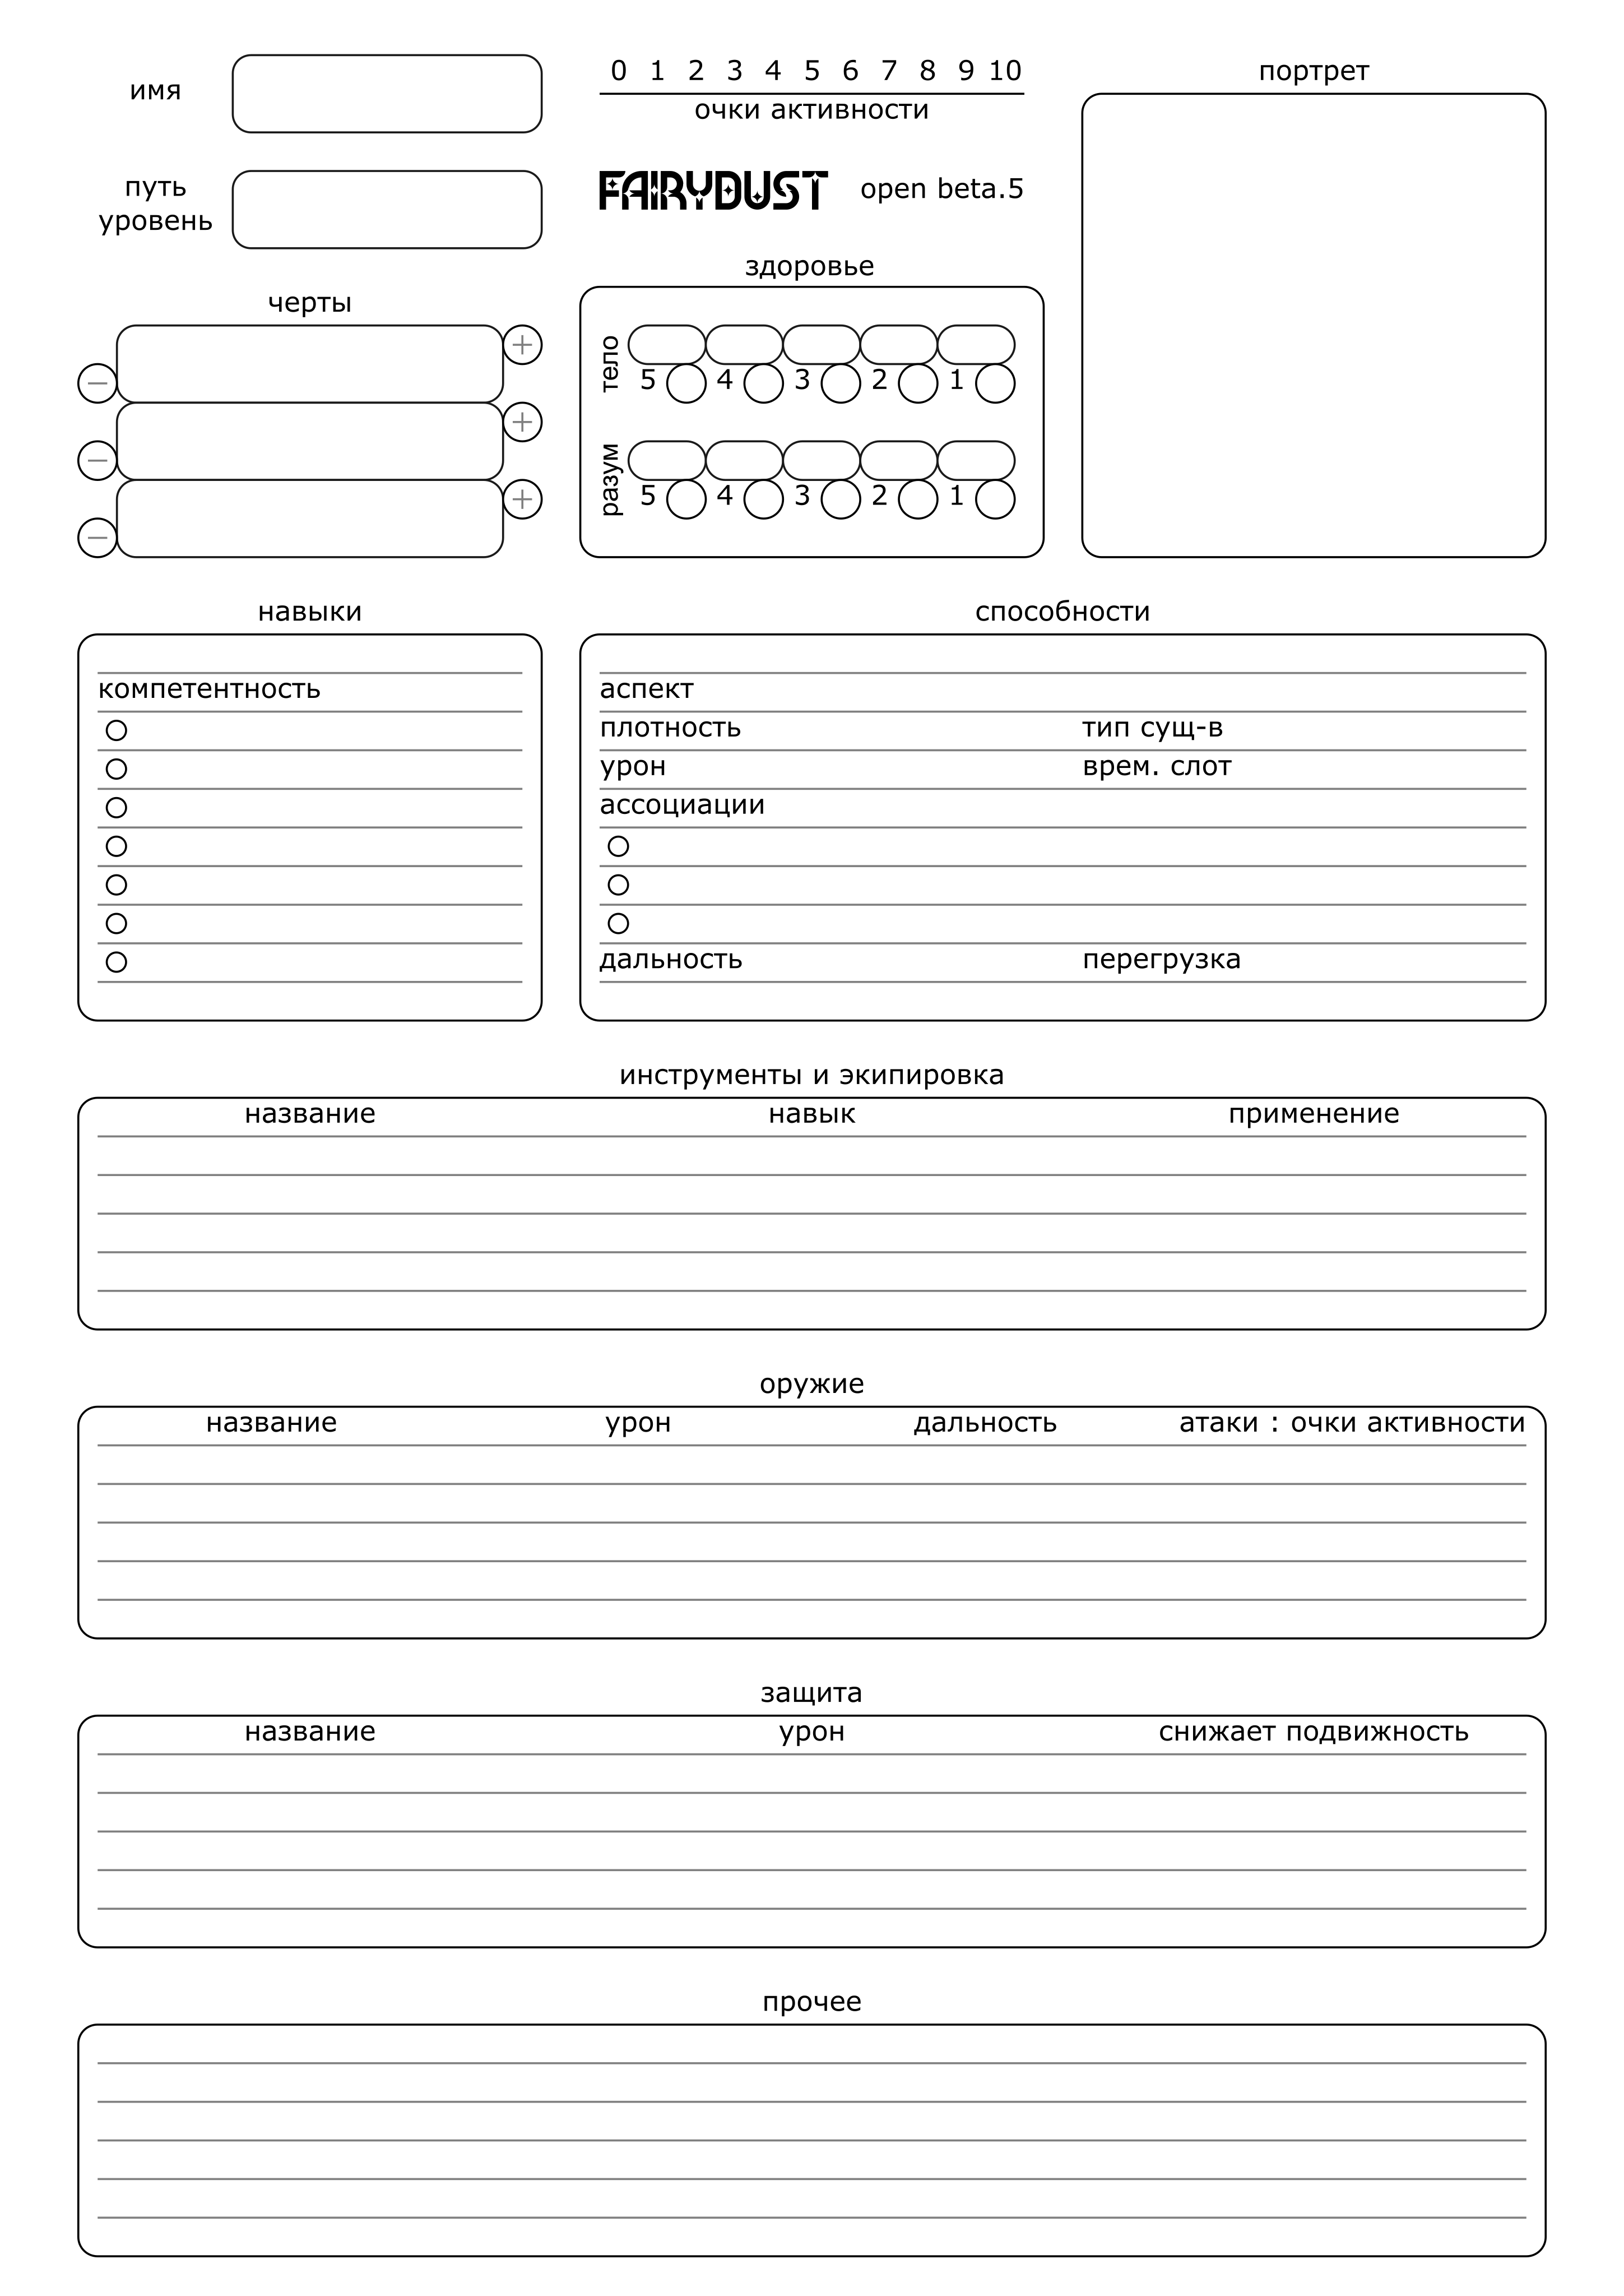 имя
путь
уровень
0 1 2 3 4 5 6 7 8 9 10
очки активности
FAIRYDUST open beta.5
портрет
черты
+
−
+
−
+
−
здоровье
тело
5 4 3 2 1
разум
5 4 3 2 1
навыки
компетентность
способности
аспект
плотность тип сущ-в
урон врем. слот
ассоциации
дальность перегрузка
инструменты и экипировка
название навык применение
оружие
название урон дальность атаки : очки активности
защита
название урон снижает подвижность
прочее